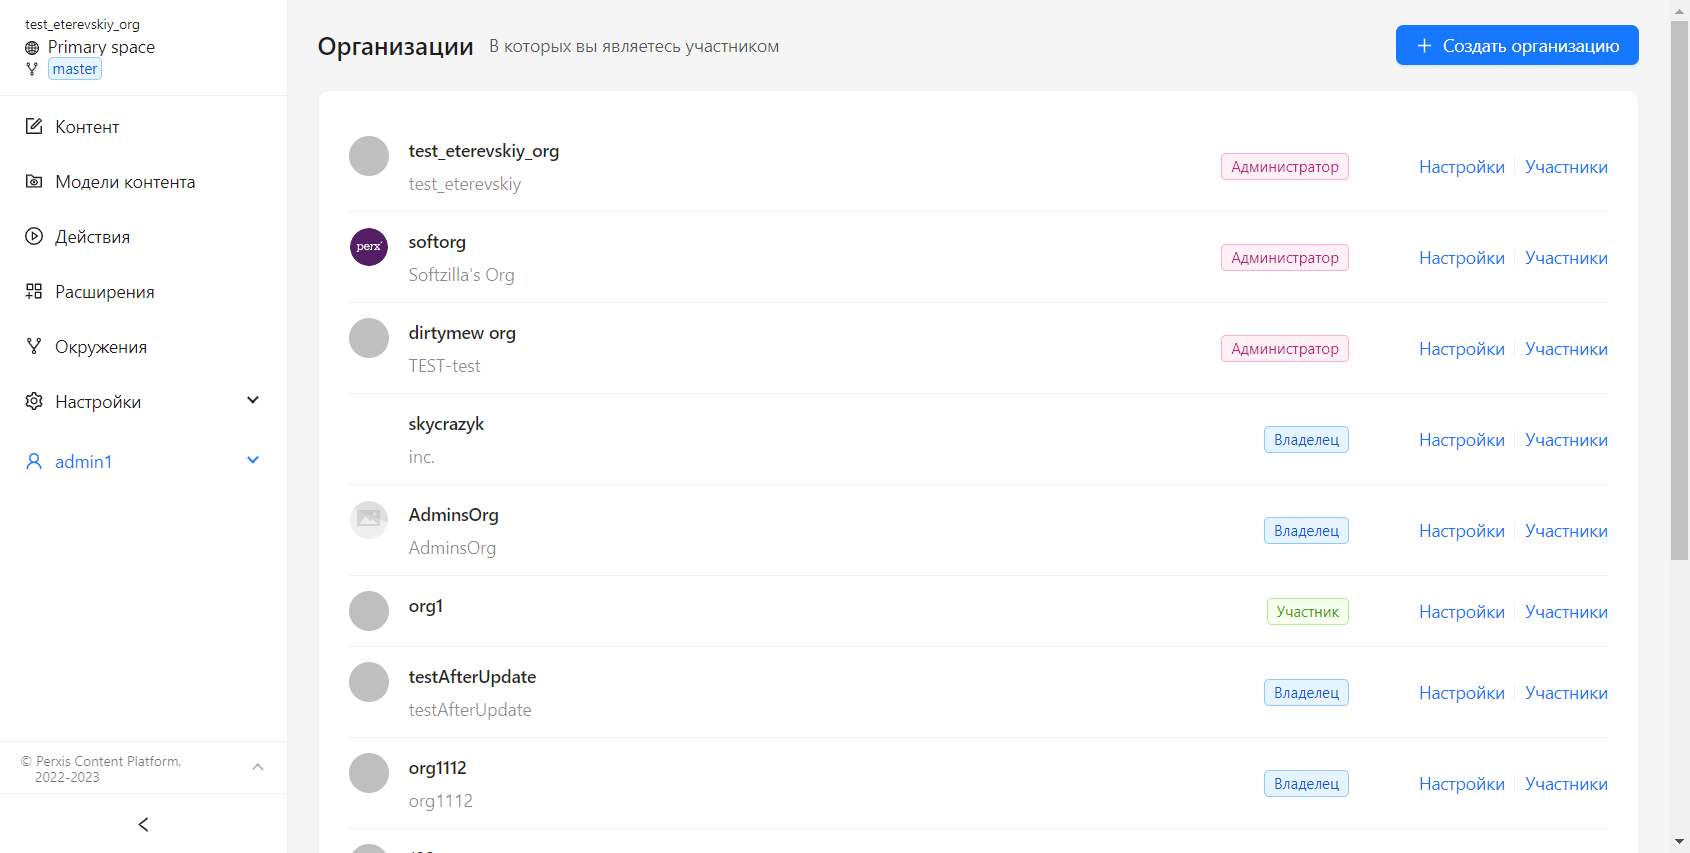 test_eterevskiy_org
Primary space
master
Контент
Модели контента
Действия
Расширения
Окружения
Настройки
admin1
© Perxis Content Platform,
2022-2023
Организации В которых вы являетесь участником
Создать организацию
test_eterevskiy_org
test_eterevskiy
Администратор Настройки Участники
perx
softorg
Softzilla's Org
Администратор Настройки Участники
dirtymew org
TEST-test
Администратор Настройки Участники
skycrazyk
inc.
Владелец Настройки Участники
AdminsOrg
AdminsOrg
Владелец Настройки Участники
org1
Участник Настройки Участники
testAfterUpdate
testAfterUpdate
Владелец Настройки Участники
org1112
org1112
Владелец Настройки Участники